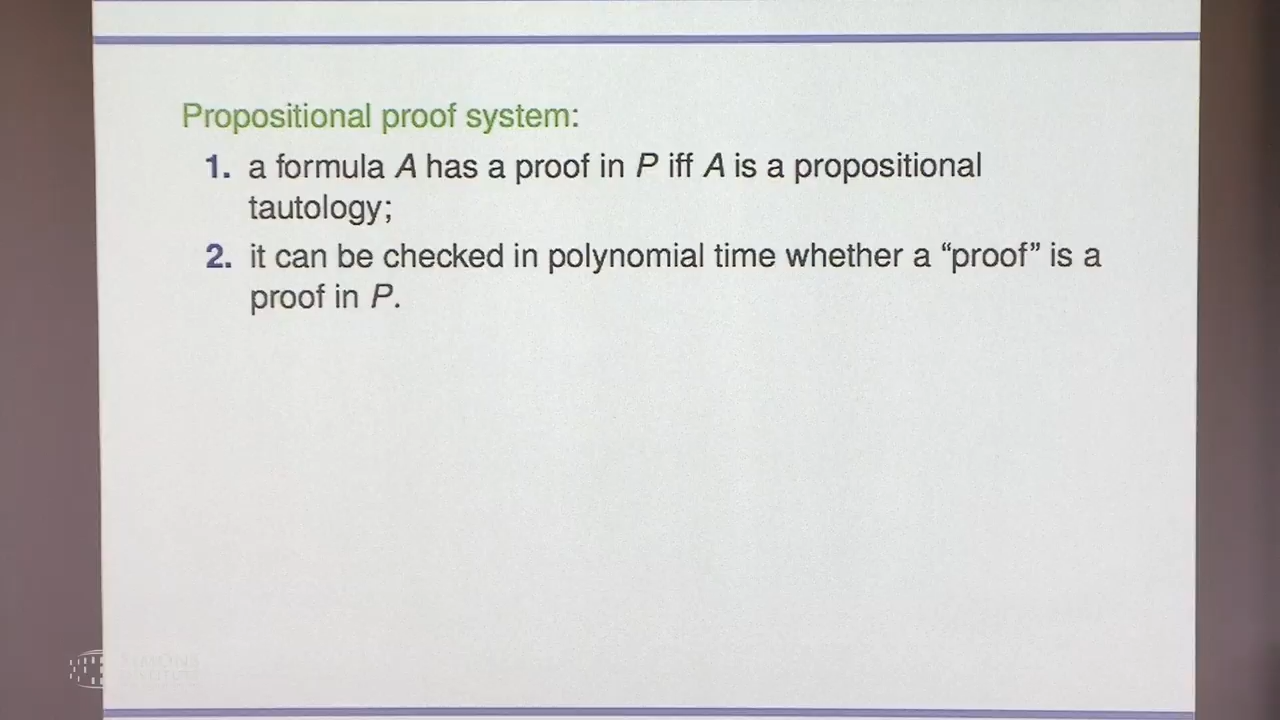 Propositional proof system:
1. a formula A has a proof in P iff A is a propositional
tautology;
2. it can be checked in polynomial time whether a “proof” is a
proof in P.